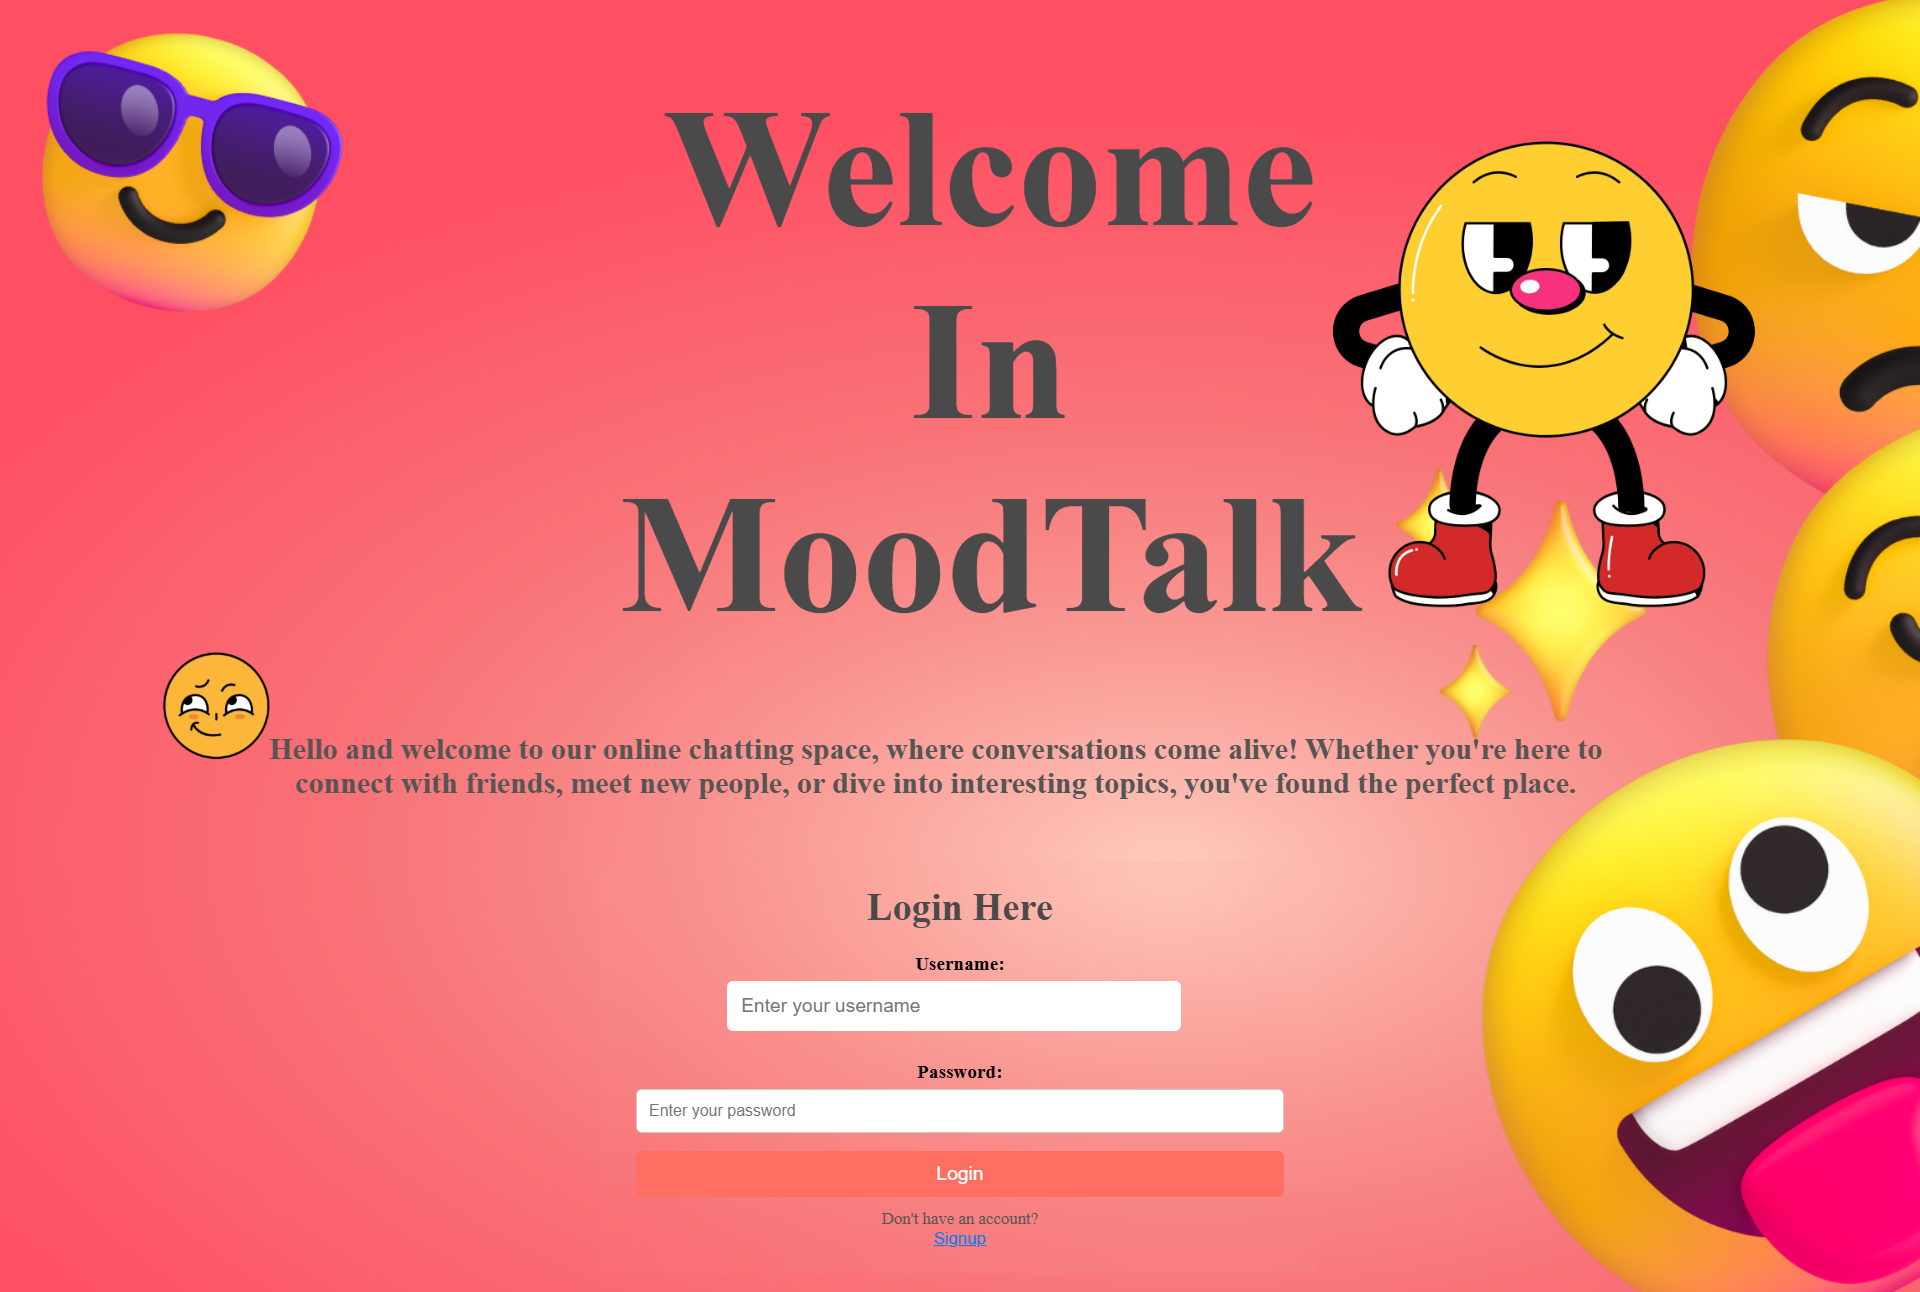 Welcome
In
MoodTalk
Hello and welcome to our online chatting space, where conversations come alive! Whether you're here to
connect with friends, meet new people, or dive into interesting topics, you've found the perfect place.
Login Here
Username:
Enter your username
Password:
Enter your password
Login
Don't have an account?
Signup